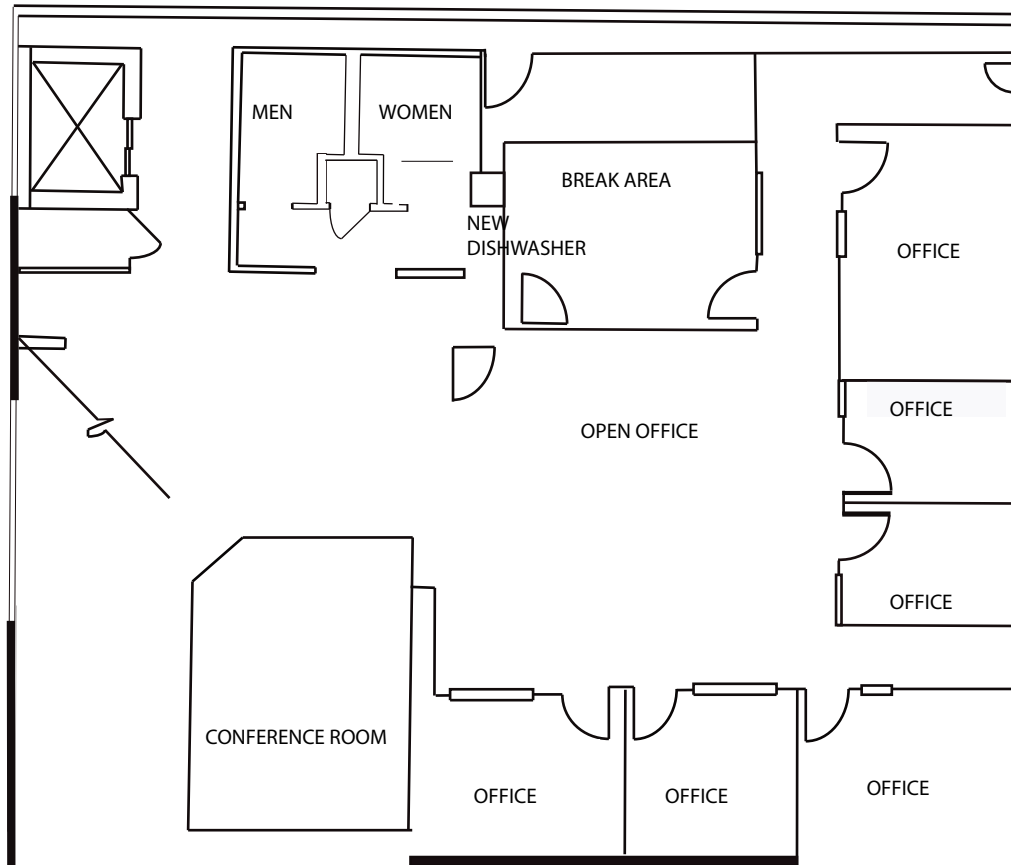 MEN
WOMEN
BREAK AREA
NEW
DISHWASHER
OFFICE
OFFICE
OPEN OFFICE
OFFICE
CONFERENCE ROOM
OFFICE
OFFICE
OFFICE